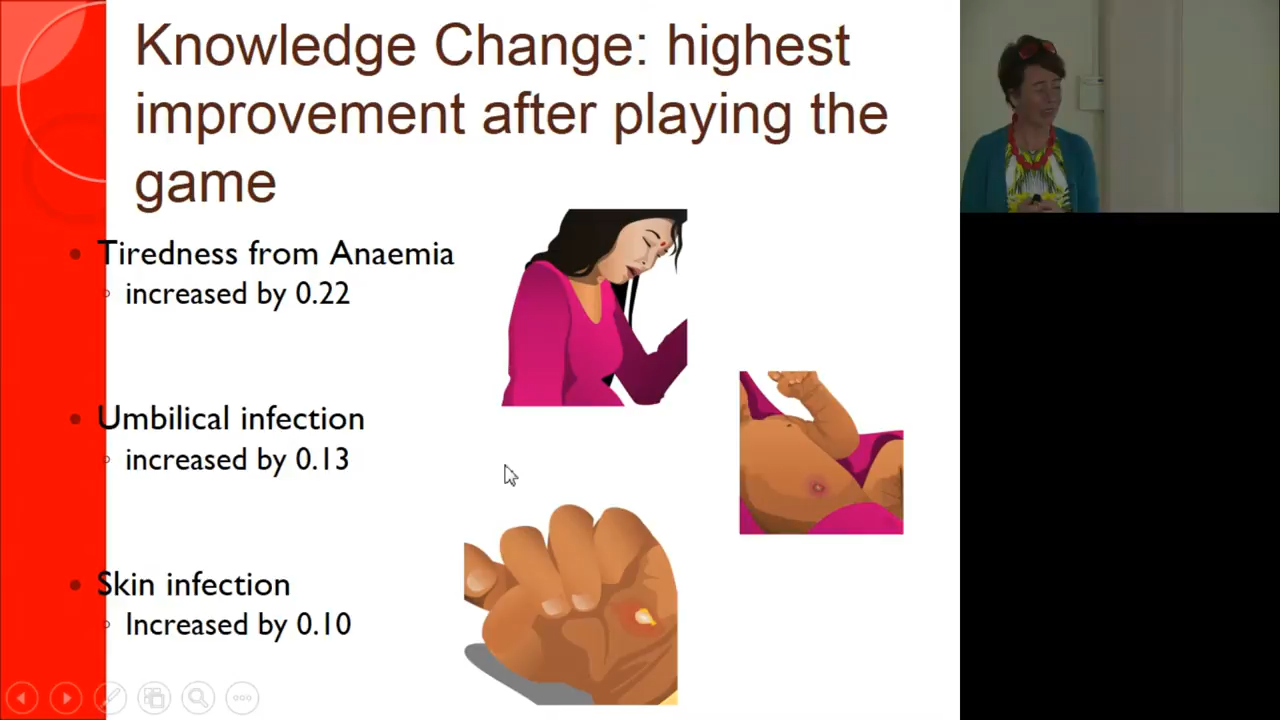 Knowledge Change: highest
improvement after playing the
game
Tiredness from Anaemia
increased by 0.22
Umbilical infection
increased by 0.13
Skin infection
Increased by 0.10